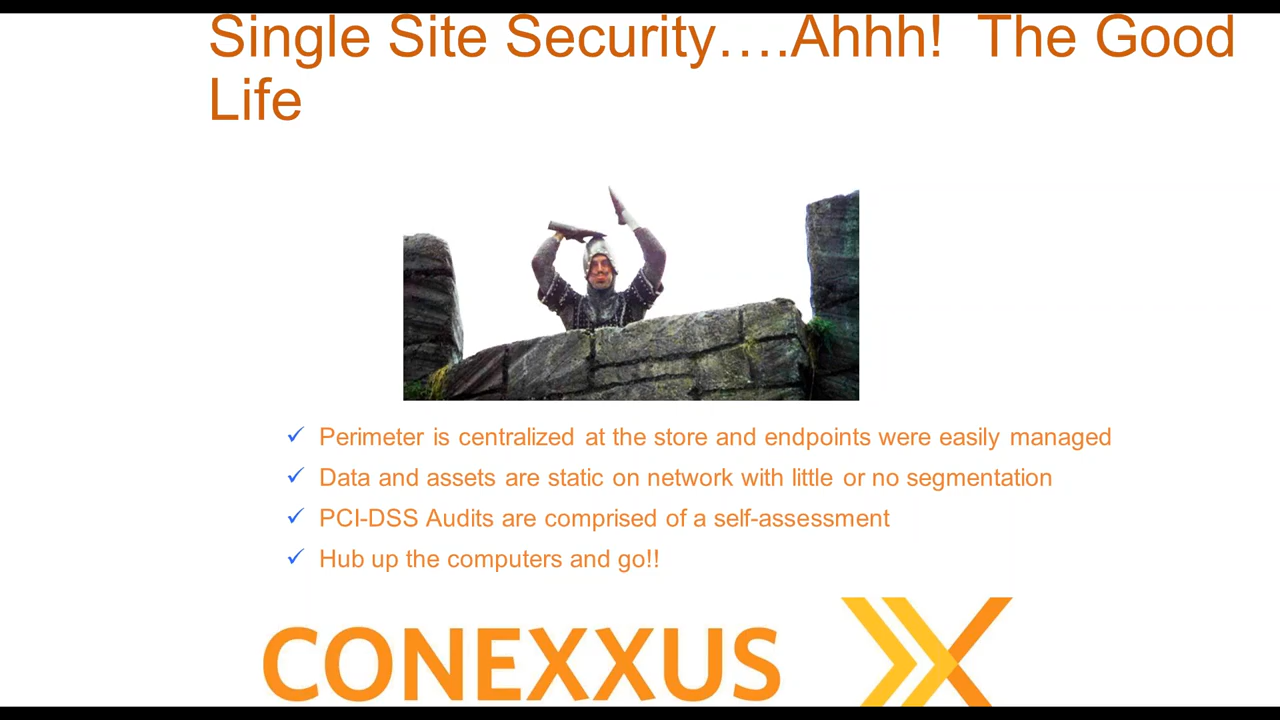 Single Site Security….Ahhh!  The Good
Life
Perimeter is centralized at the store and endpoints were easily managed
Data and assets are static on network with little or no segmentation
PCI-DSS Audits are comprised of a self-assessment
Hub up the computers and go!!
CONEXXUS